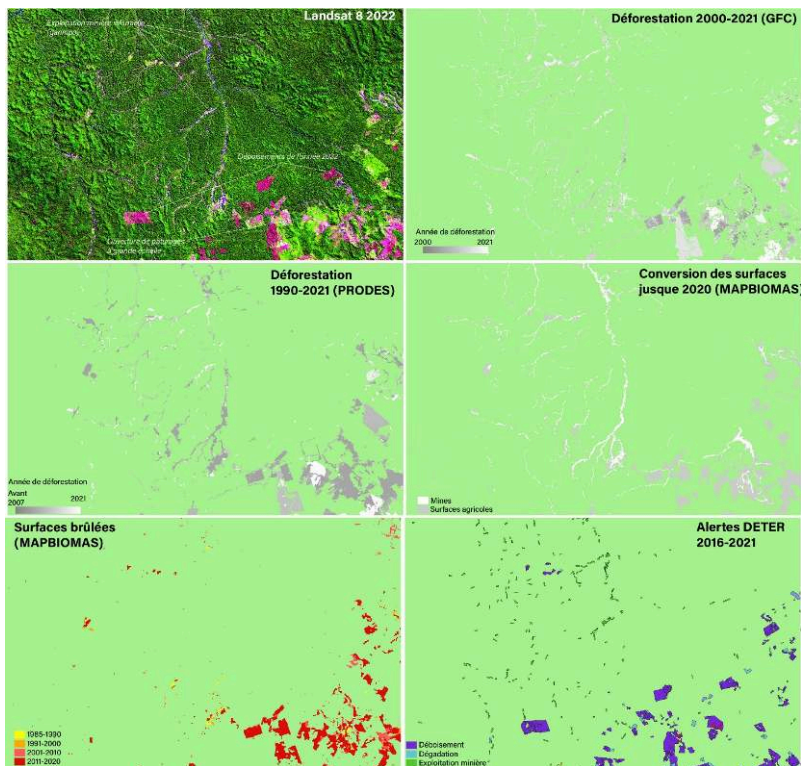 Landsat 8 2022
Exploitation minière informelle
(garimpo)
Déboisements de l'année 2022
Ouverture de pâturages
à grande échelle
Déforestation 2000-2021 (GFC)
Année de déforestation
2000
2021
Déforestation
1990-2021 (PRODES)
Année de déforestation
Avant
2007
2021
Conversion des surfaces
jusque 2020 (MAPBIOMAS)
Mines
Surfaces agricoles
Surfaces brûlées
(MAPBIOMAS)
1985-1990
1991-2000
2001-2010
2011-2020
Alertes DETER
2016-2021
Déboisement
Dégradation
Exploitation minière